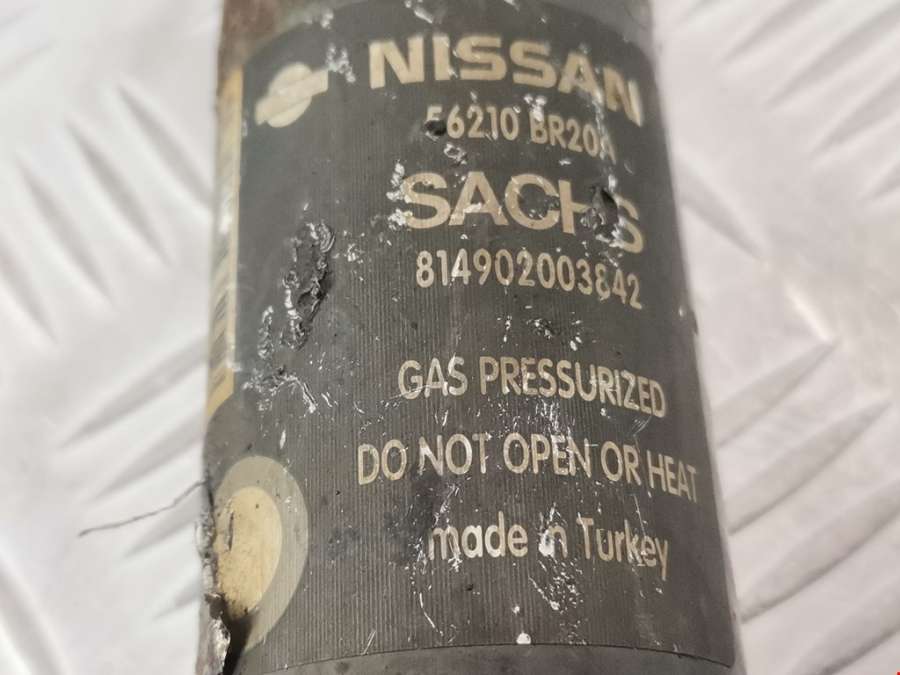 NISSAN
56210 BR20A
SACHS
814902003842
GAS PRESSURIZED
DO NOT OPEN OR HEAT
made in Turkey